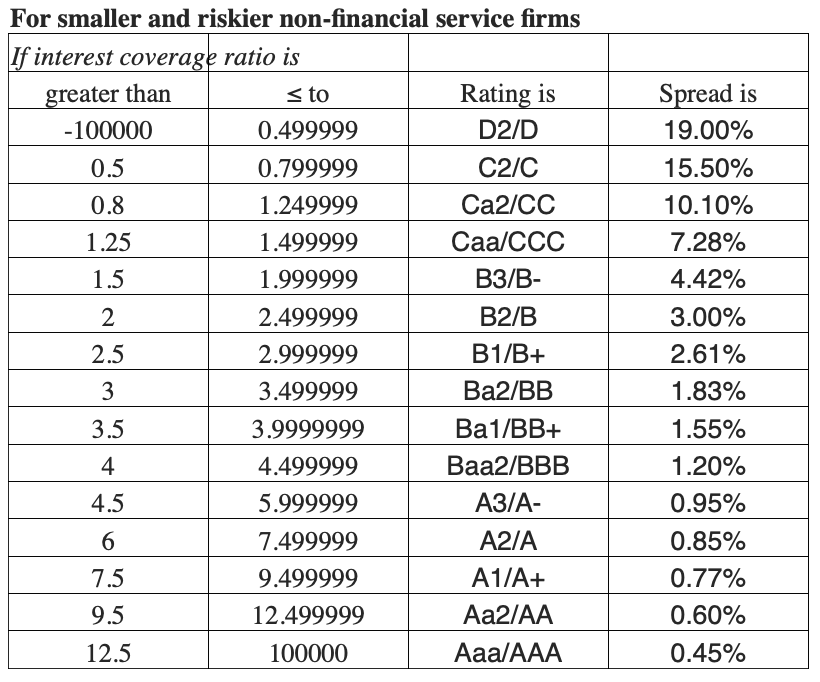 For smaller and riskier non-financial service firms
If interest coverage ratio is
greater than ≤ to Rating is Spread is
-100000 0.499999 D2/D 19.00%
0.5 0.799999 C2/C 15.50%
0.8 1.249999 Ca2/CC 10.10%
1.25 1.499999 Caa/CCC 7.28%
1.5 1.999999 B3/B- 4.42%
2 2.499999 B2/B 3.00%
2.5 2.999999 B1/B+ 2.61%
3 3.499999 Ba2/BB 1.83%
3.5 3.9999999 Ba1/BB+ 1.55%
4 4.499999 Baa2/BBB 1.20%
4.5 5.999999 A3/A- 0.95%
6 7.499999 A2/A 0.85%
7.5 9.499999 A1/A+ 0.77%
9.5 12.499999 Aa2/AA 0.60%
12.5 100000 Aaa/AAA 0.45%